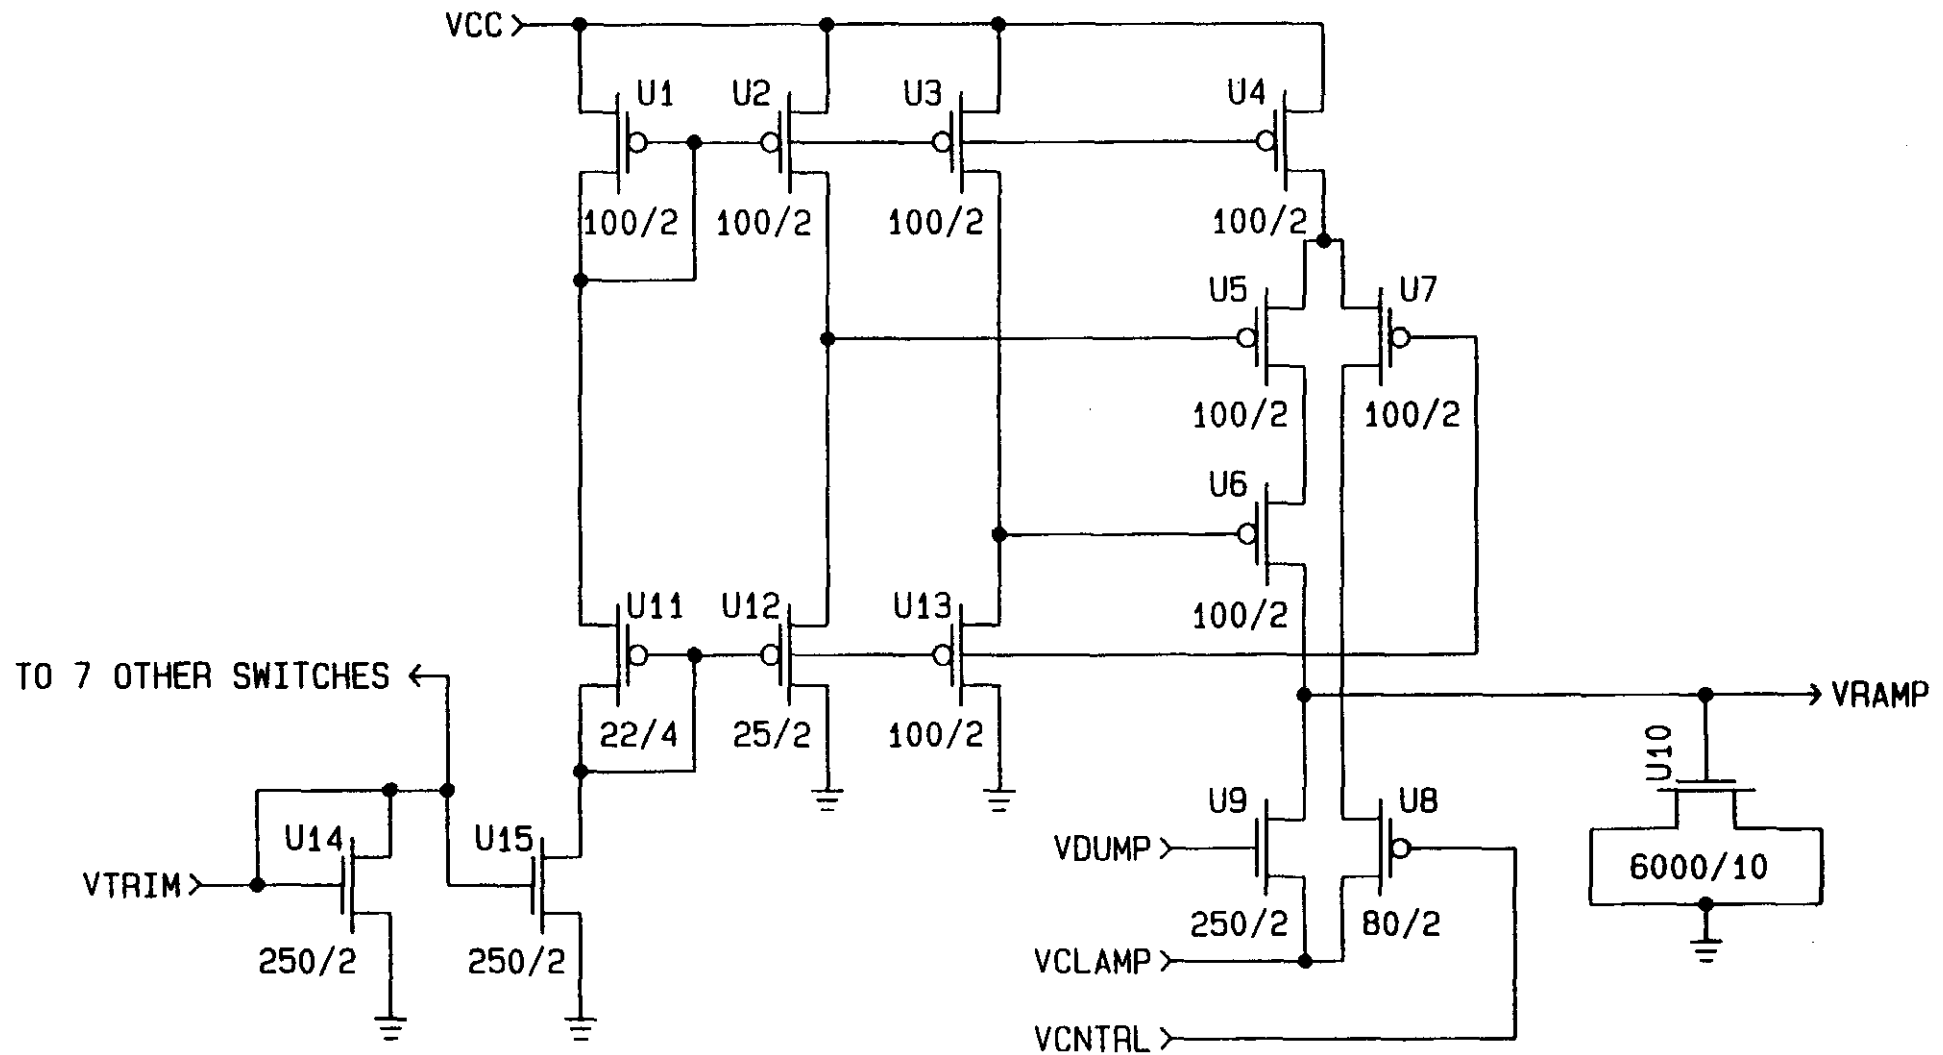 VCC
U1
U2
U3
U4
100/2
100/2
100/2
100/2
U5
U7
100/2
100/2
U6
U11
U12
U13
100/2
TO 7 OTHER SWITCHES
VRAMP
22/4
25/2
100/2
U10
U14
U15
U9
U8
VDUMP
6000/10
VTRIM
250/2
80/2
250/2
250/2
VCLAMP
VCNTRL